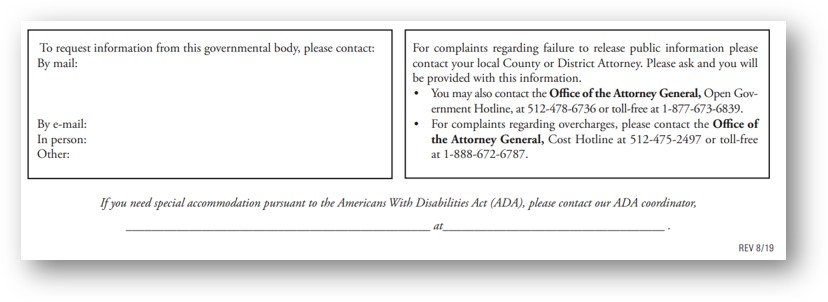 To request information from this governmental body, please contact:
By mail:
By e-mail:
In person:
Other:
For complaints regarding failure to release public information please
contact your local County or District Attorney. Please ask and you will
be provided with this information.
• You may also contact the Office of the Attorney General, Open Gov-
ernment Hotline, at 512-478-6736 or toll-free at 1-877-673-6839.
• For complaints regarding overcharges, please contact the Office of
the Attorney General, Cost Hotline at 512-475-2497 or toll-free
at 1-888-672-6787.
If you need special accommodation pursuant to the Americans With Disabilities Act (ADA), please contact our ADA coordinator,
at .
REV 8/19